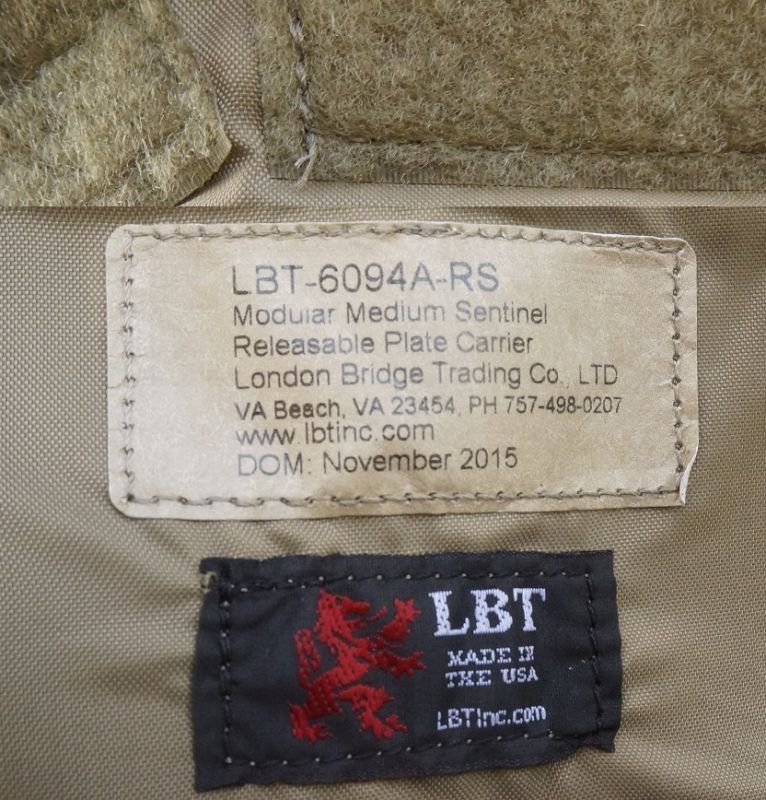 LBT-6094A-RS
Modular Medium Sentinel
Releasable Plate Carrier
London Bridge Trading Co., LTD
VA Beach, VA 23454, PH 757-498-0207
www.lbtinc.com
DOM: November 2015
LBT
MADE IN
THE USA
LBTInc.com